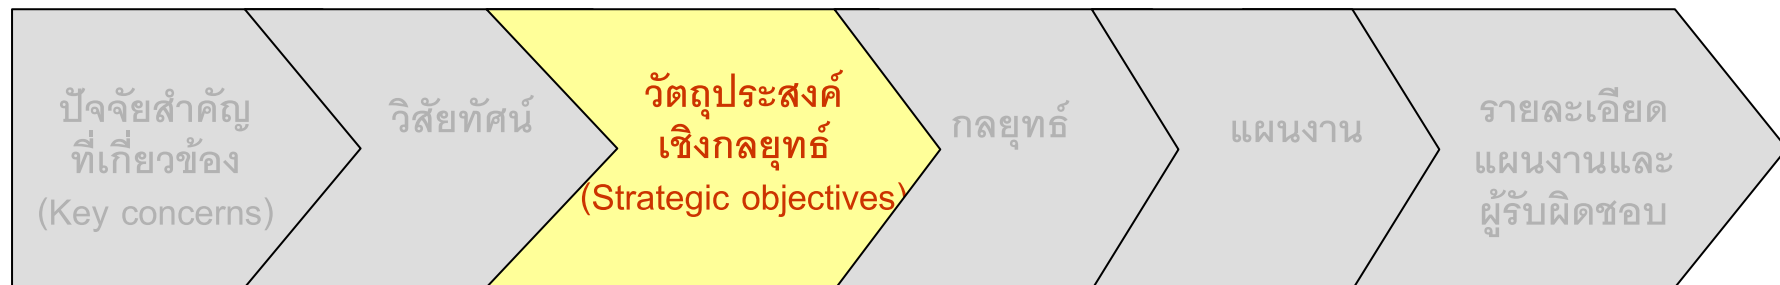 ปัจจัยสำคัญ
ที่เกี่ยวข้อง
(Key concerns)
วิสัยทัศน์
วัตถุประสงค์
เชิงกลยุทธ์
(Strategic objectives)
กลยุทธ์
แผนงาน
รายละเอียด
แผนงานและ
ผู้รับผิดชอบ